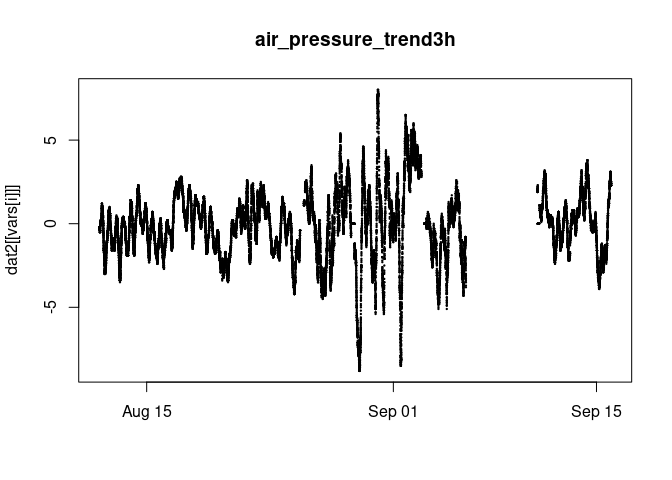 air_pressure_trend3h
dat2[[vars[i]]]
5
0
-5
Aug 15
Sep 01
Sep 15